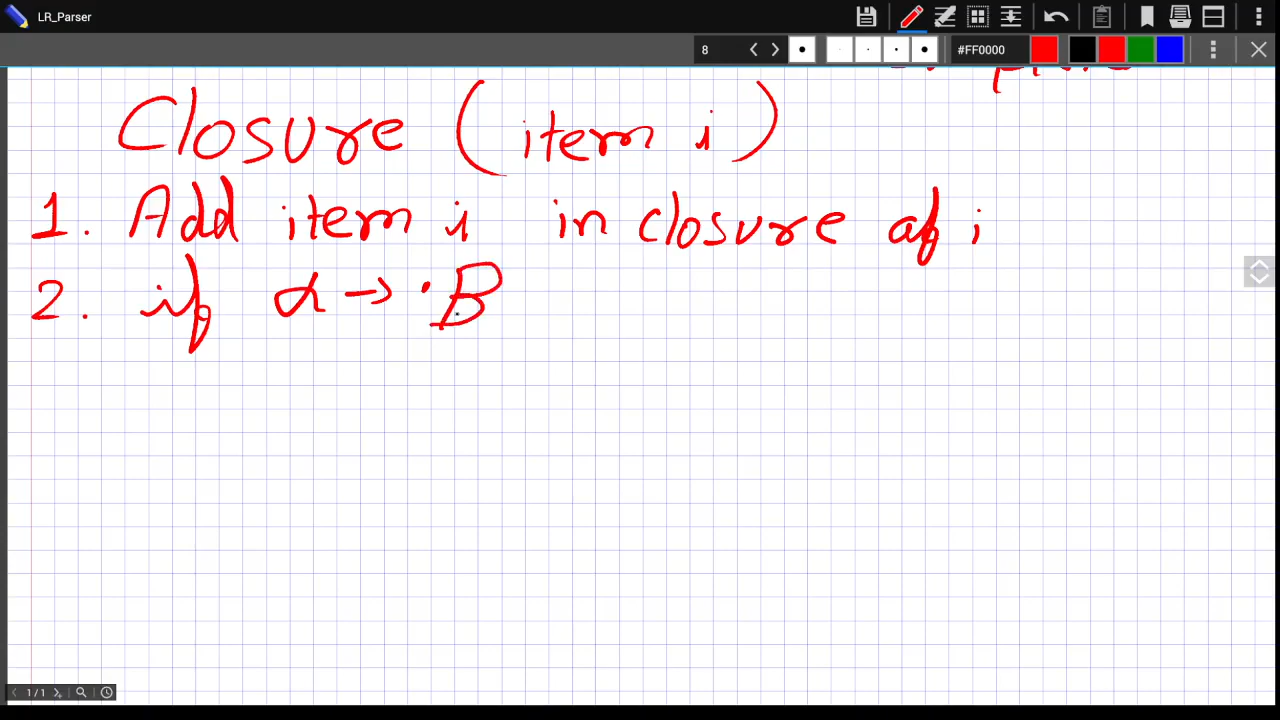 LR_Parser
8 #FF0000
Closure (item i)
1. Add item i in closure of i
2. if α → .B
1/1